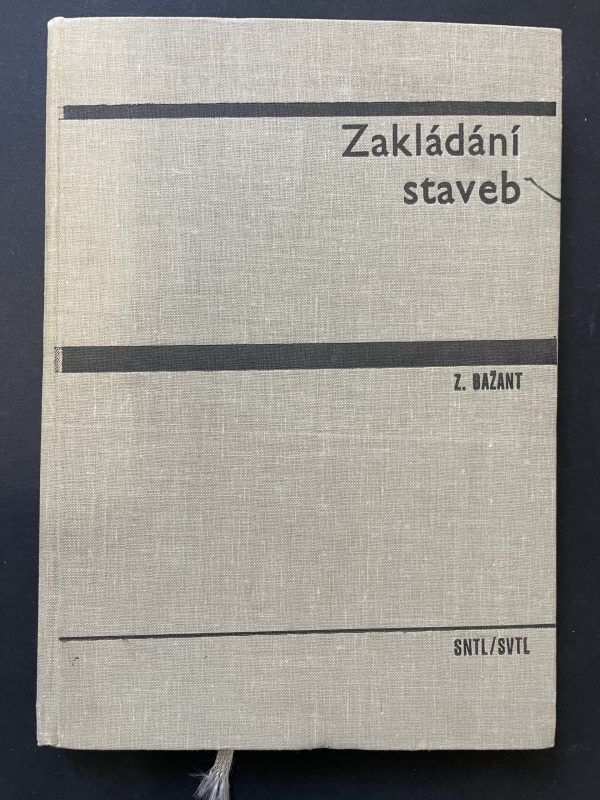 Zakládání
staveb
Z. BAŽANT
SNTL/SVTL